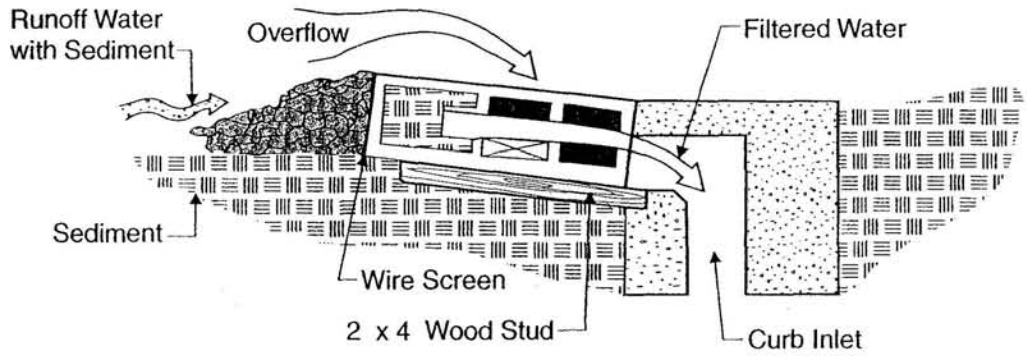 Runoff Water
with Sediment
Overflow
Filtered Water
Sediment
Wire Screen
2 x 4 Wood Stud
Curb Inlet